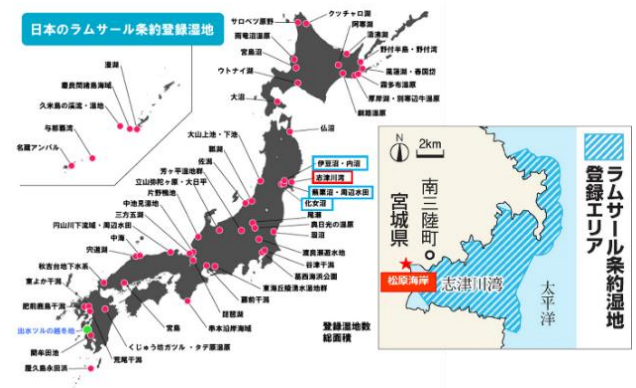 日本のラムサール条約登録湿地
サロベツ原野
クッチャロ湖
雨竜沼湿原
阿寒湖
宮島沼
濤沸湖
野付半島・野付湾
ウトナイ湖
風蓮湖・春国岱
霧多布湿原
厚岸湖・別寒辺牛湿原
釧路湿原
大沼
仏沼
漫湖
慶良間諸島海域
久米島の渓流・湿地
与那覇湾
名蔵アンパル
大山上池・下池
瓢湖
佐潟
芳ヶ平湿地群
立山弥陀ヶ原・大日平
片野鴨池
中池見湿地
三方五湖
円山川下流域・周辺水田
中海
宍道湖
秋吉台地下水系
東よか干潟
肥前鹿島干潟
出水ツルの越冬地
藺牟田池
屋久島永田浜
荒尾干潟
くじゅう坊ガツル・タデ原湿原
宮島
串本沿岸海域
琵琶湖
藤前干潟
東海丘陵湧水湿地群
葛西海浜公園
谷津干潟
渡良瀬遊水地
涸沼
奥日光の湿原
尾瀬
伊豆沼・内沼
志津川湾
蕪栗沼・周辺水田
化女沼
登録湿地数
総面積
N
2km
宮城県
南三陸町
松原海岸
志津川湾
太平洋
ラムサール条約湿地
登録エリア